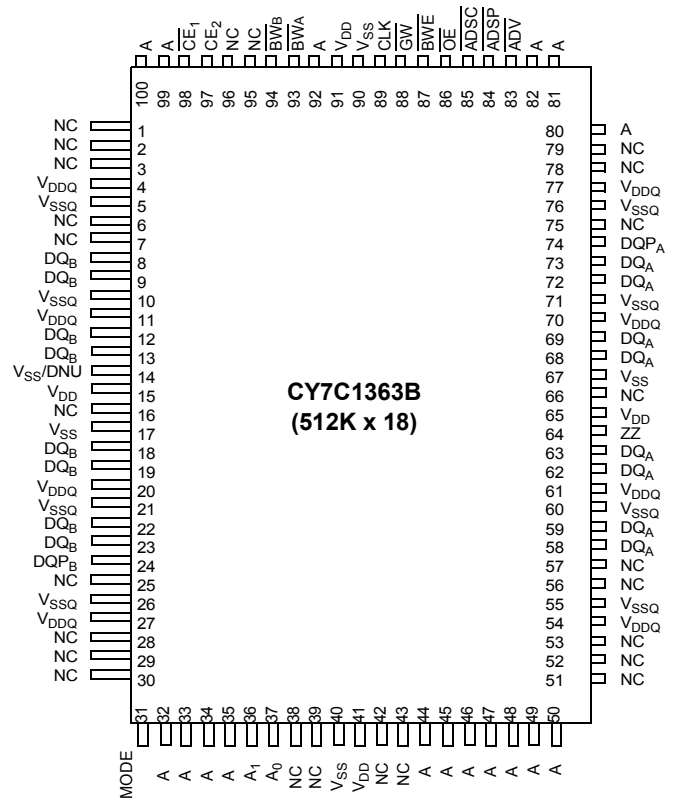 A
A
C̅E̅₁
CE₂
NC
NC
B̅W̅B
B̅W̅A
A
VDD
VSS
CLK
G̅W̅
B̅W̅E̅
O̅E̅
A̅D̅S̅C̅
A̅D̅S̅P̅
A̅D̅V̅
A
A
100
99
98
97
96
95
94
93
92
91
90
89
88
87
86
85
84
83
82
81
NC 1
NC 2
NC 3
VDDQ 4
VSSQ 5
NC 6
NC 7
DQB 8
DQB 9
VSSQ 10
VDDQ 11
DQB 12
DQB 13
VSS/DNU 14
VDD 15
NC 16
VSS 17
DQB 18
DQB 19
VDDQ 20
VSSQ 21
DQB 22
DQB 23
DQPB 24
NC 25
VSSQ 26
VDDQ 27
NC 28
NC 29
NC 30
CY7C1363B
(512K x 18)
80 A
79 NC
78 NC
77 VDDQ
76 VSSQ
75 NC
74 DQPA
73 DQA
72 DQA
71 VSSQ
70 VDDQ
69 DQA
68 DQA
67 VSS
66 NC
65 VDD
64 ZZ
63 DQA
62 DQA
61 VDDQ
60 VSSQ
59 DQA
58 DQA
57 NC
56 NC
55 VSSQ
54 VDDQ
53 NC
52 NC
51 NC
31
32
33
34
35
36
37
38
39
40
41
42
43
44
45
46
47
48
49
50
MODE
A
A
A
A
A₁
A₀
NC
NC
VSS
VDD
NC
NC
A
A
A
A
A
A
A